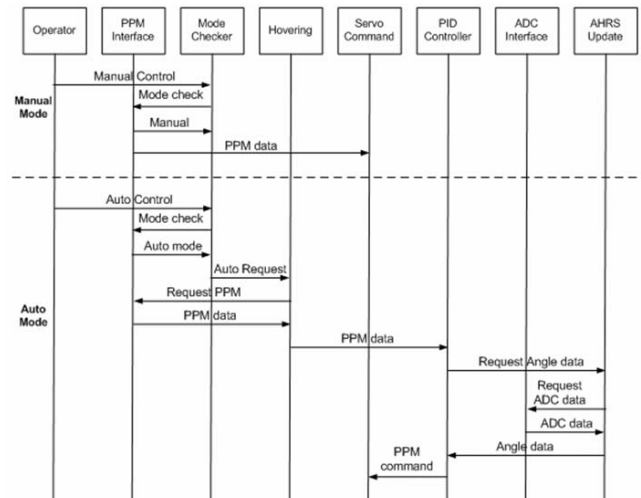 Operator
PPM
Interface
Mode
Checker
Hovering
Servo
Command
PID
Controller
ADC
Interface
AHRS
Update
Manual Control
Mode check
Manual
Mode
Manual
PPM data
Auto Control
Mode check
Auto mode
Auto Request
Request PPM
Auto
Mode
PPM data
PPM data
Request Angle data
Request
ADC data
ADC data
Angle data
PPM
command